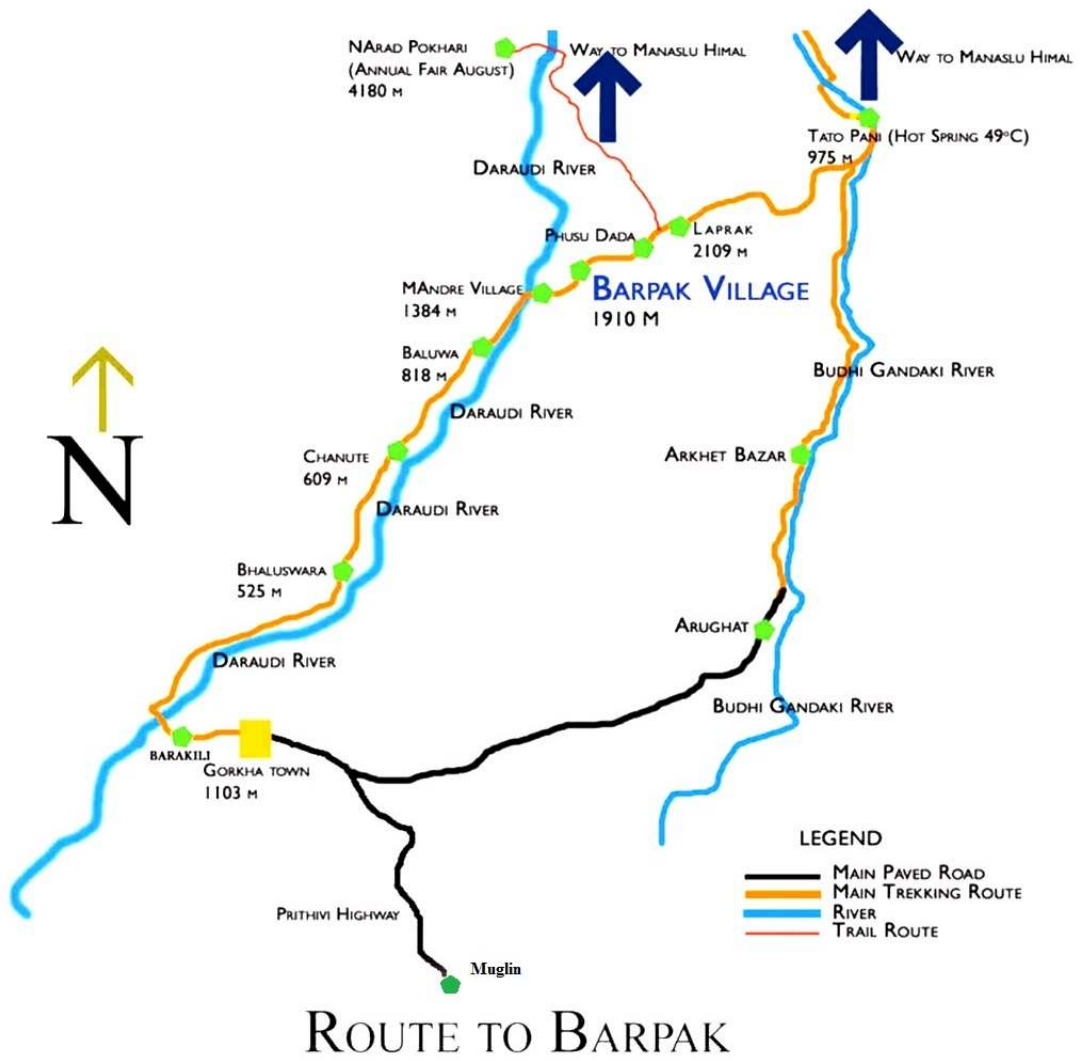 NArad Pokhari
(Annual Fair August)
4180 m
Way to Manaslu Himal
Way to Manaslu Himal
Tato Pani (Hot Spring 49°C)
975 m
Daraudi River
Phusu Dada
Laprak
2109 m
MAndre Village
1384 m
Barpak Village
1910 M
Baluwa
818 m
Budhi Gandaki River
Daraudi River
N
Chanute
609 m
Arkhet Bazar
Daraudi River
Bhaluswara
525 m
Arughat
Daraudi River
Budhi Gandaki River
BARAKILI
Gorkha town
1103 m
LEGEND
Main Paved Road
Main Trekking Route
River
Trail Route
Prithivi Highway
Muglin
Route to Barpak